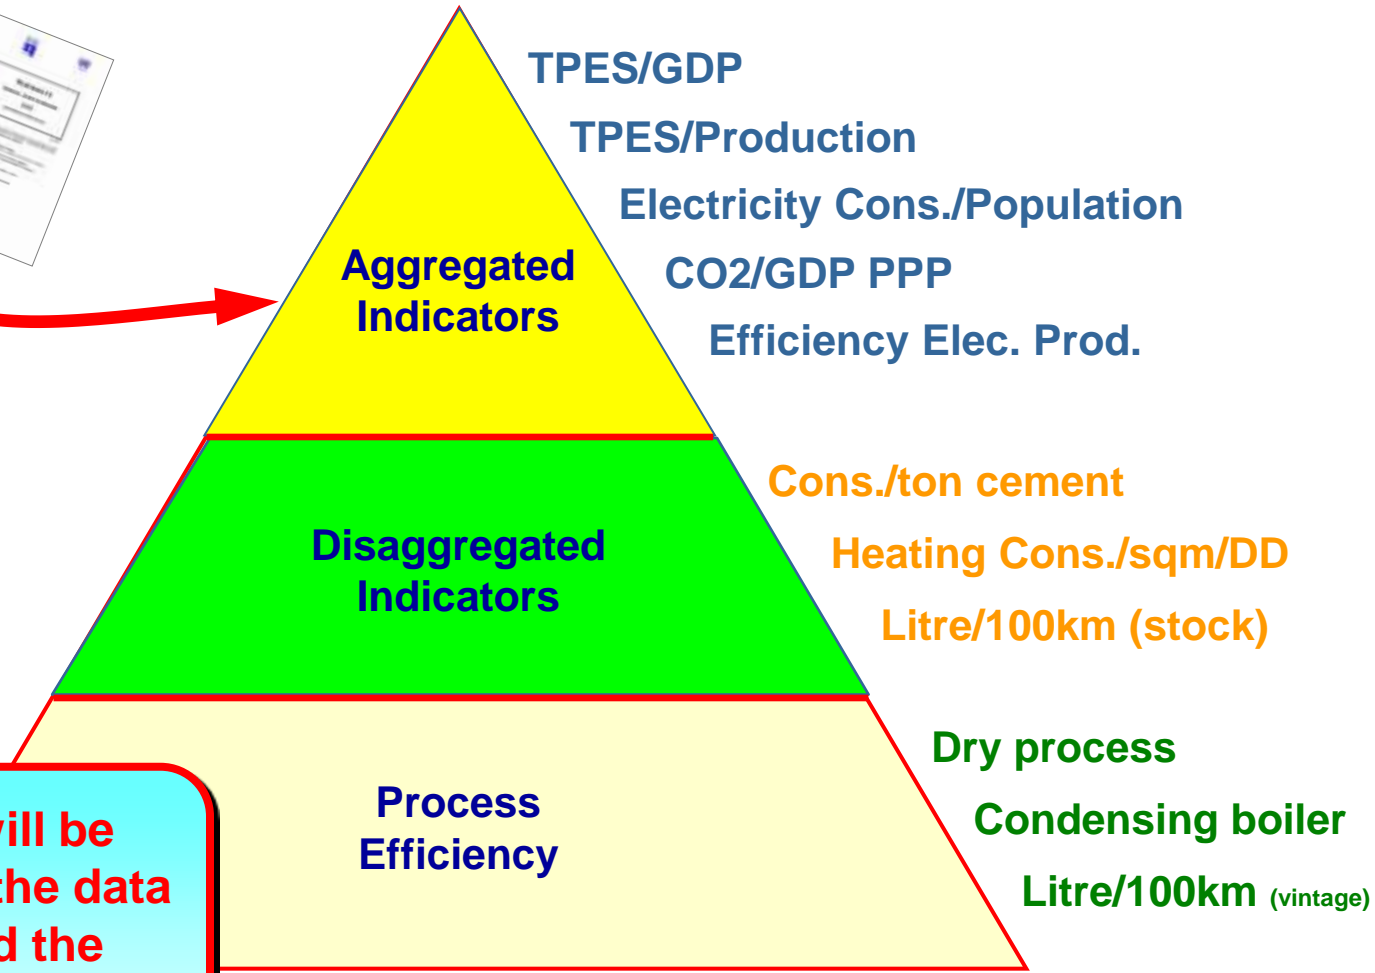 TPES/GDP
TPES/Production
Electricity Cons./Population
CO2/GDP PPP
Efficiency Elec. Prod.
Aggregated
Indicators
Cons./ton cement
Heating Cons./sqm/DD
Litre/100km (stock)
Disaggregated
Indicators
Dry process
Condensing boiler
Litre/100km (vintage)
Process
Efficiency
will be
the data
the